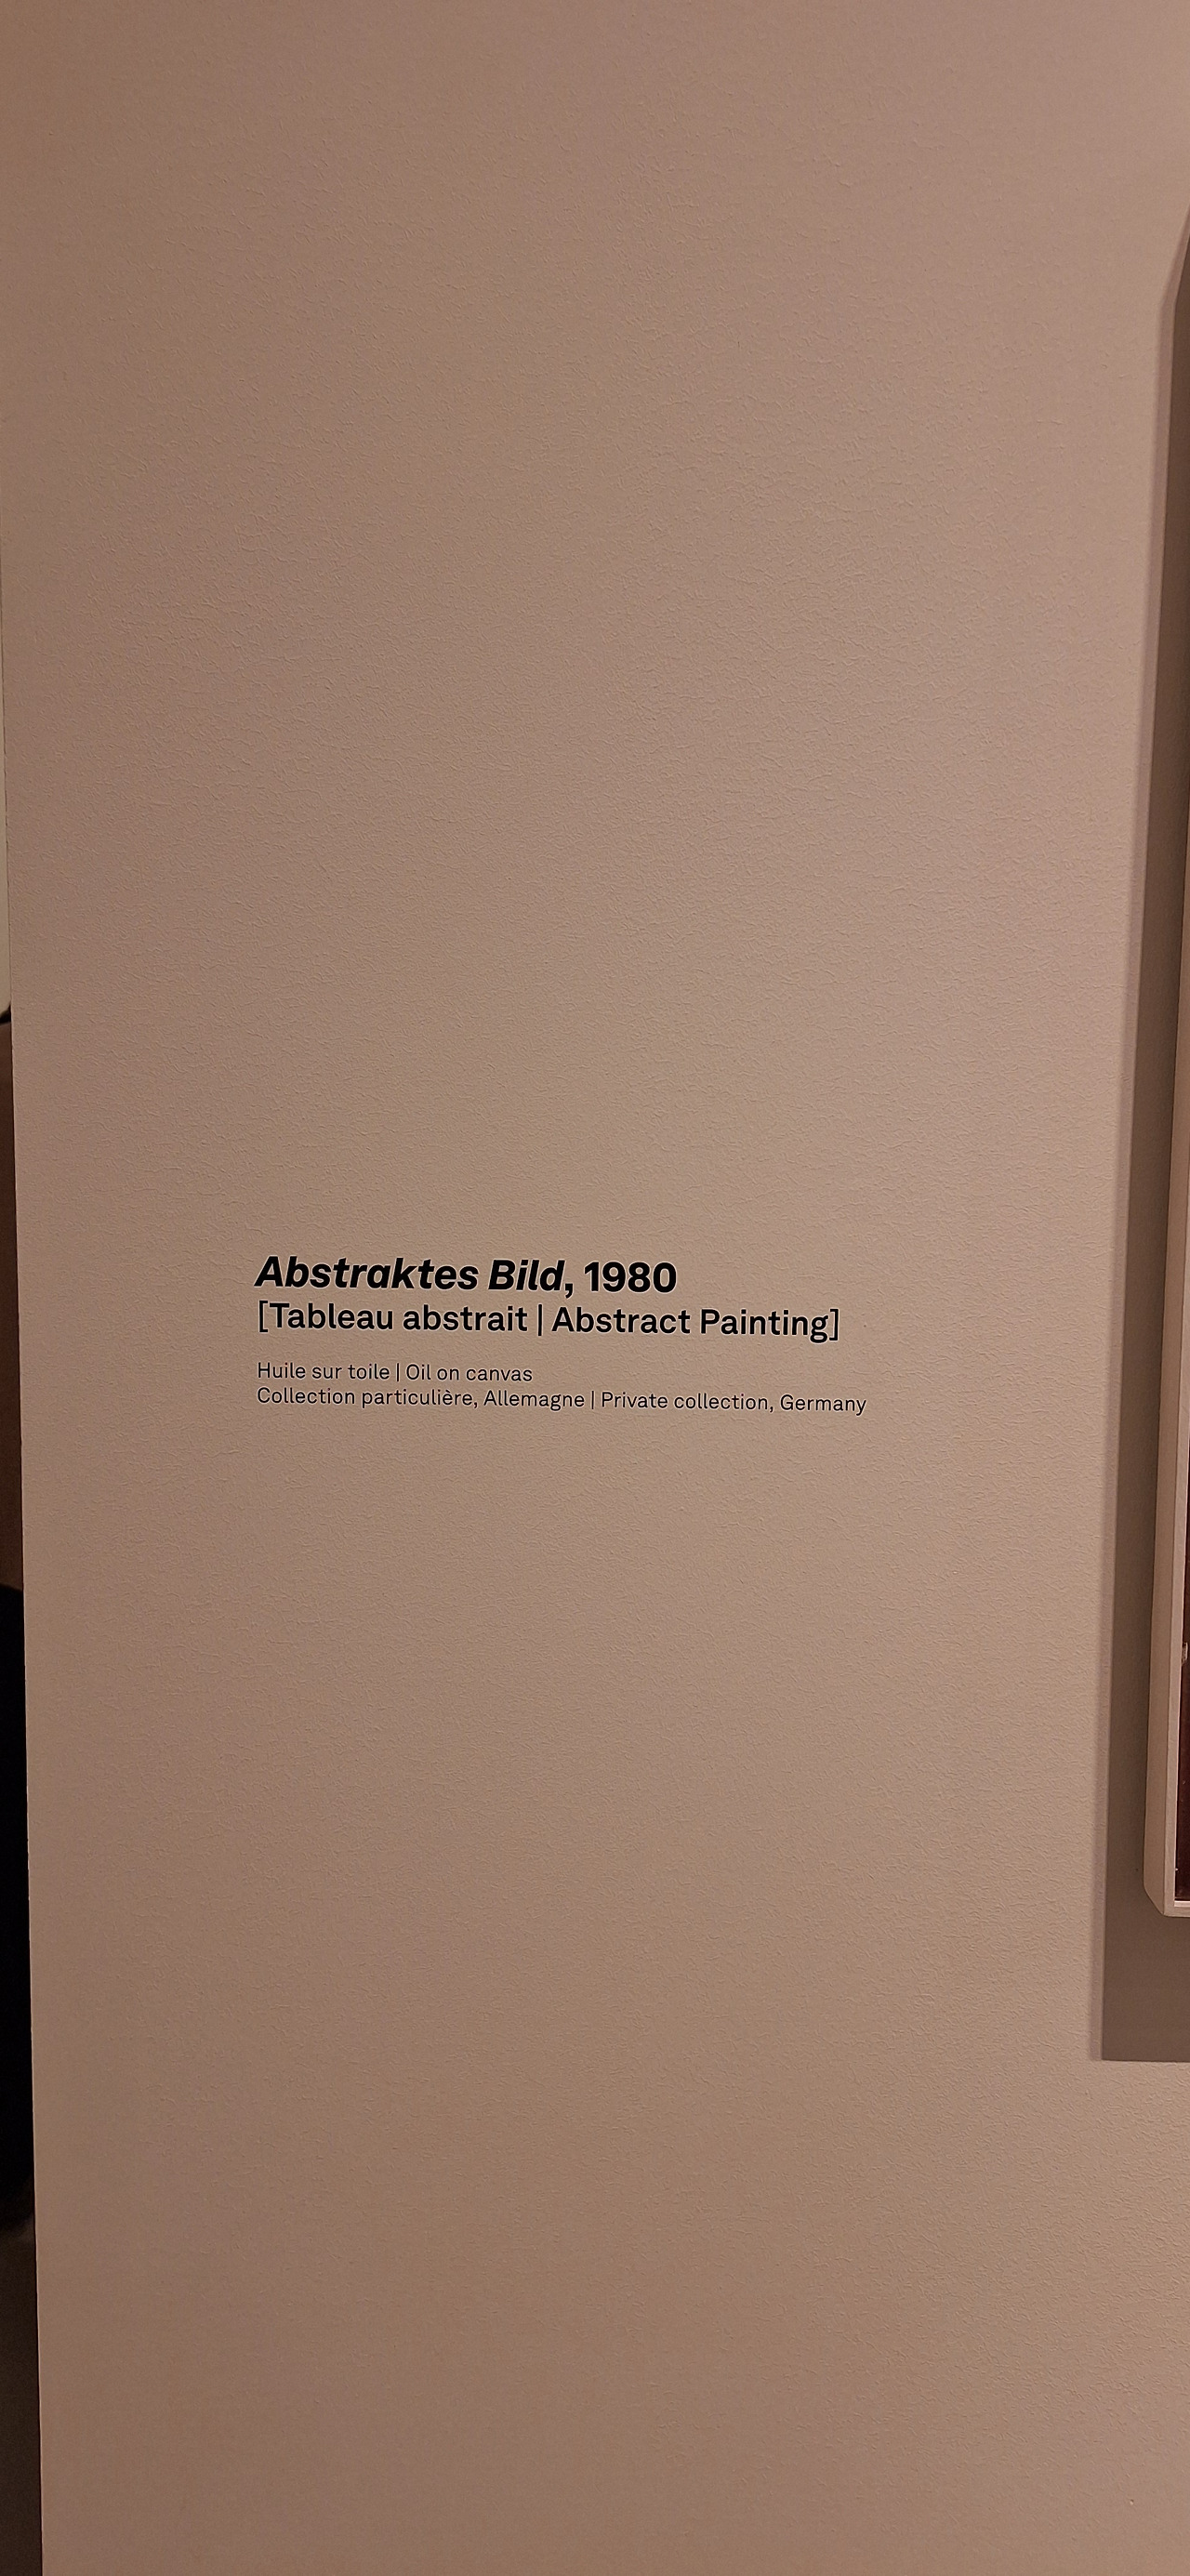 Abstraktes Bild, 1980
[Tableau abstrait | Abstract Painting]
Huile sur toile | Oil on canvas
Collection particulière, Allemagne | Private collection, Germany